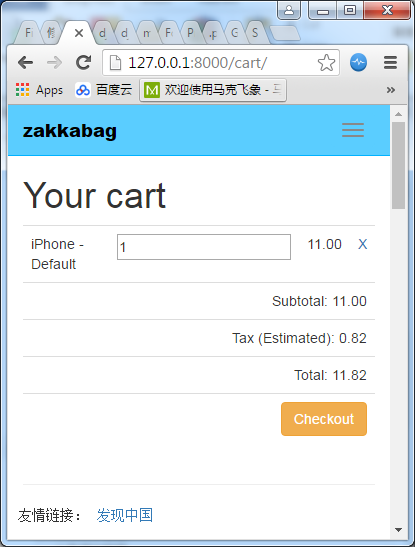 Fi
d
d
m
Fi
P
.p
G
S
127.0.0.1:8000/cart/
Apps 百度云 M 欢迎使用马克飞象 - »
zakkabag
Your cart
iPhone - Default 1 11.00 X
Subtotal: 11.00
Tax (Estimated): 0.82
Total: 11.82
Checkout
友情链接： 发现中国